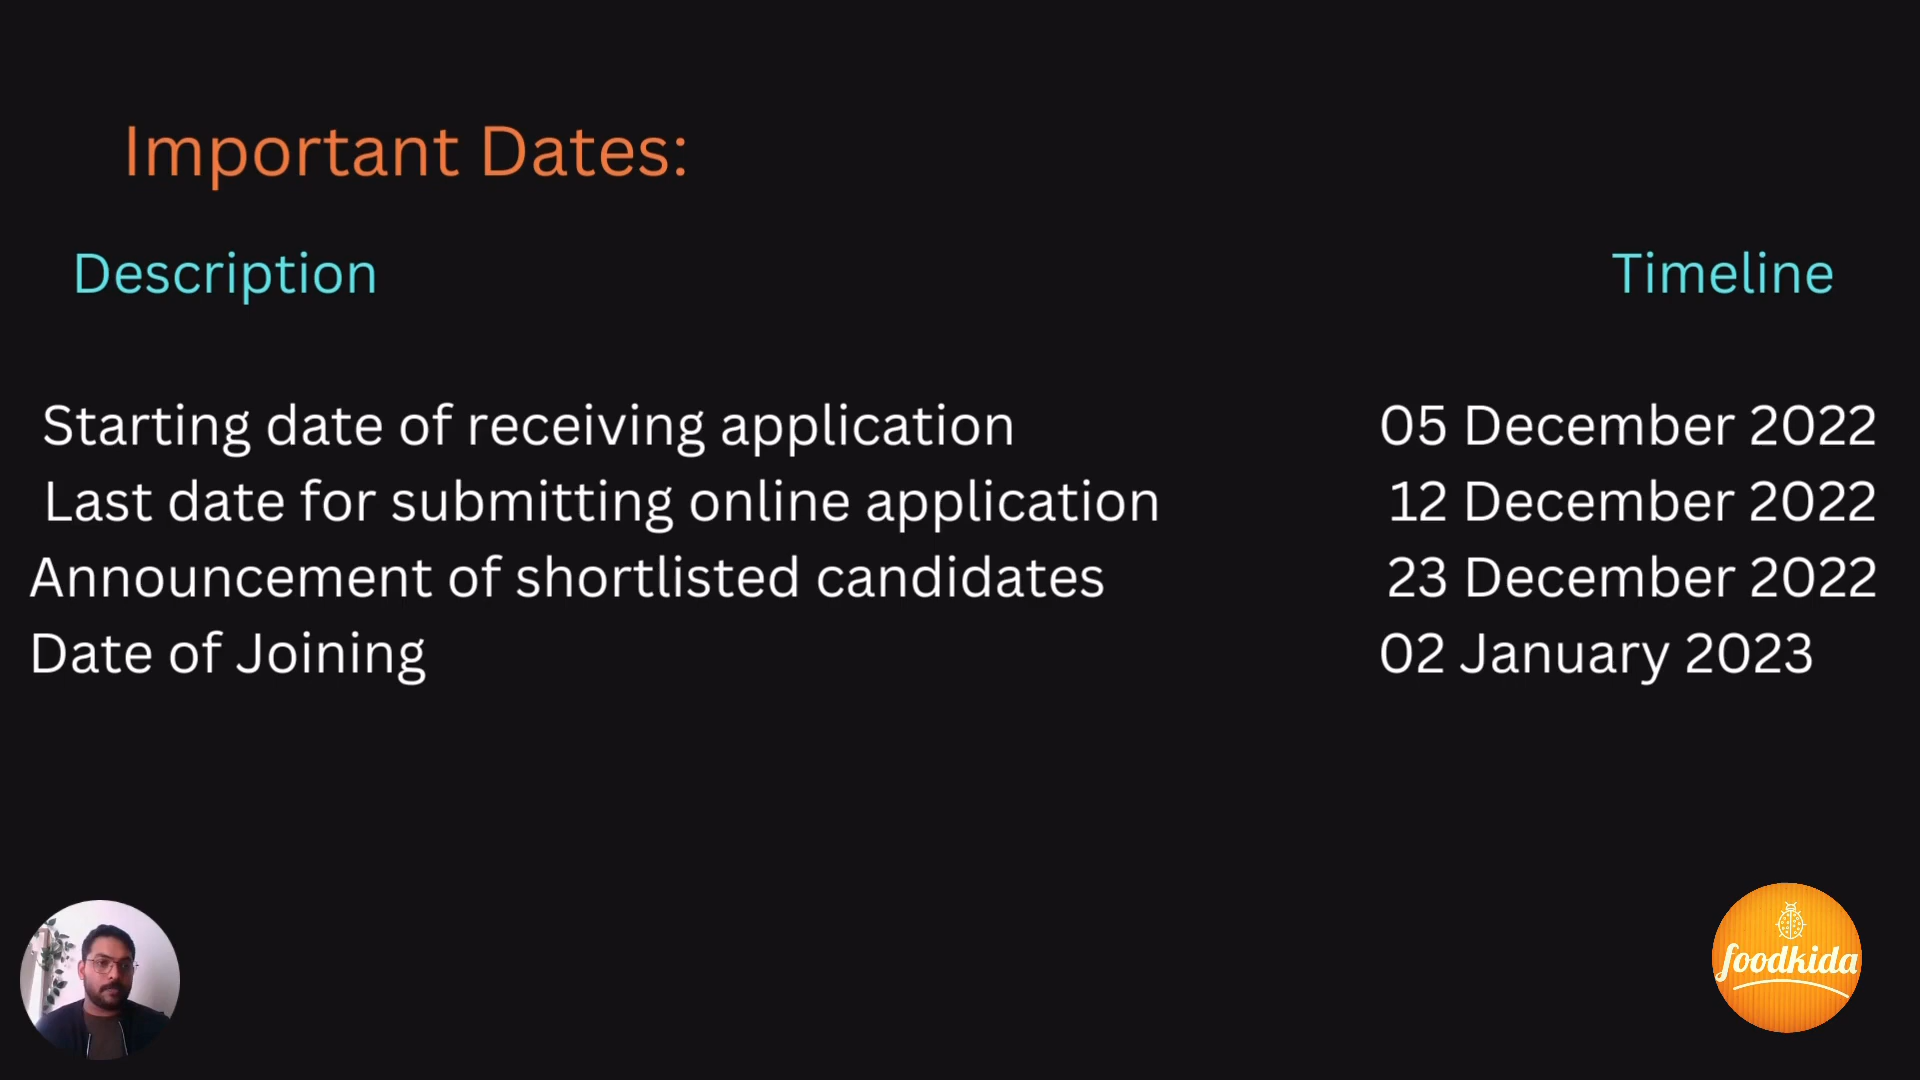 Important Dates:
Description Timeline
Starting date of receiving application 05 December 2022
Last date for submitting online application 12 December 2022
Announcement of shortlisted candidates 23 December 2022
Date of Joining 02 January 2023
foodkida